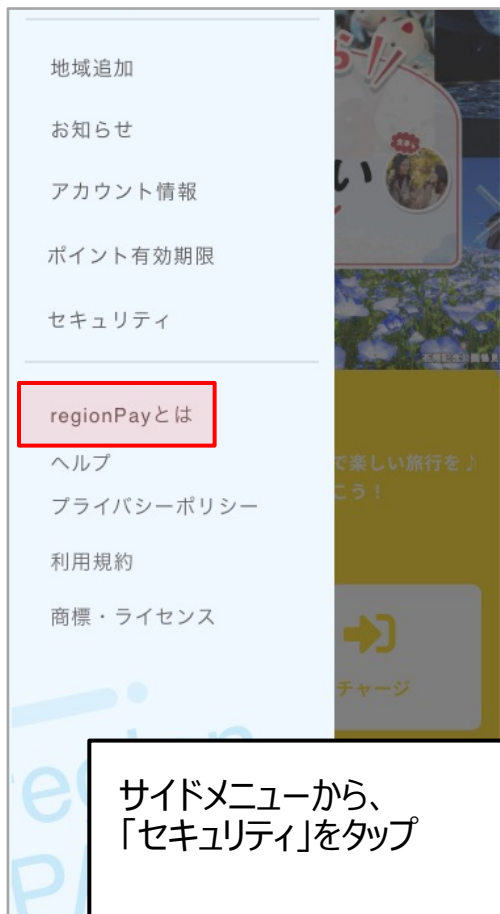 地域追加
お知らせ
アカウント情報
ポイント有効期限
セキュリティ
regionPayとは
ヘルプ
プライバシーポリシー
利用規約
商標・ライセンス
お!!
い
で楽しい旅行を♪
こう！
チャージ
region
サイドメニューから、
「セキュリティ」をタップ